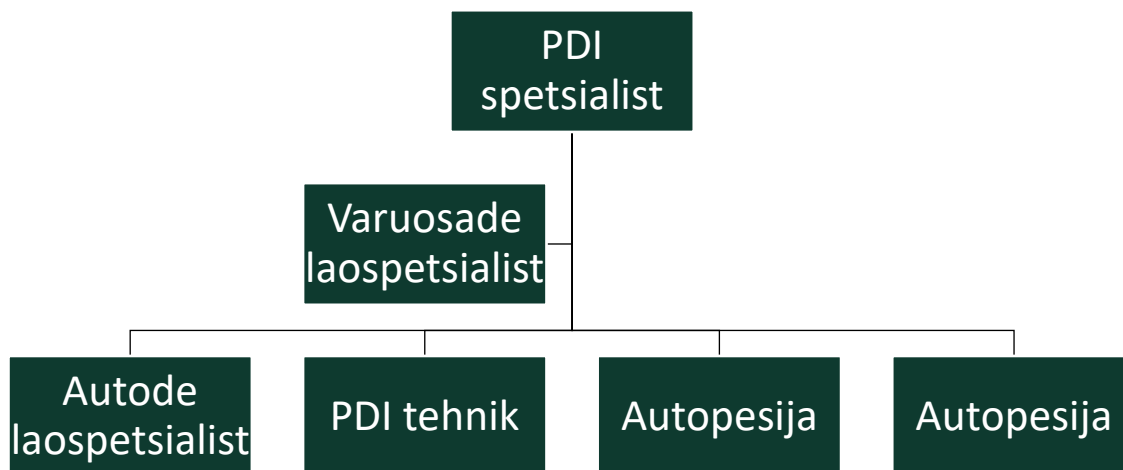 PDI
spetsialist
Varuosade
laospetsialist
Autode
laospetsialist
PDI tehnik
Autopesija
Autopesija